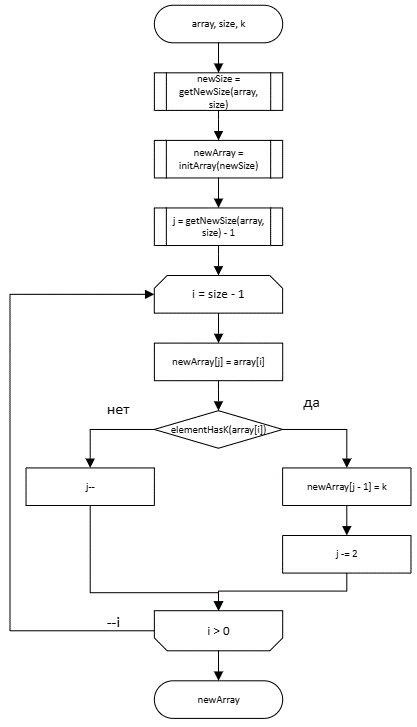 array, size, k
newSize =
getNewSize(array,
size)
newArray =
initArray(newSize)
j = getNewSize(array,
size) - 1
i = size - 1
newArray[j] = array[i]
нет
да
elementHasK(array[i])
j--
newArray[j - 1] = k
j -= 2
--i
i > 0
newArray